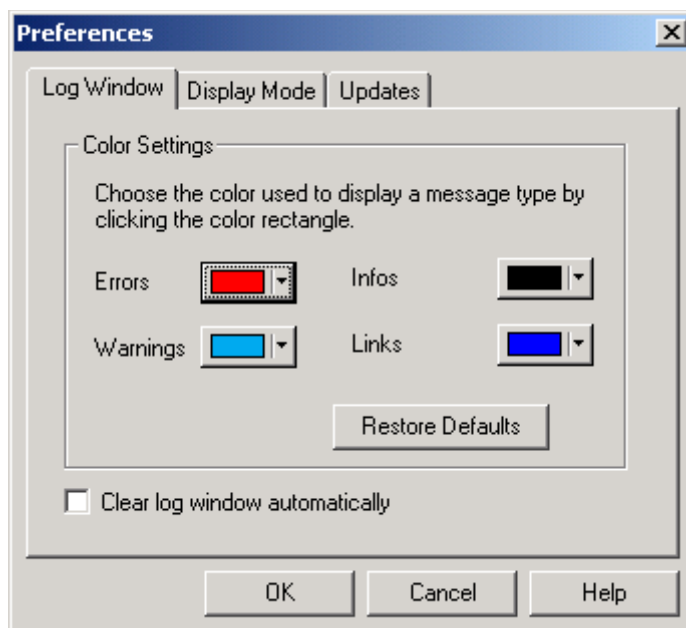 Preferences
Log Window Display Mode Updates
Color Settings
Choose the color used to display a message type by
clicking the color rectangle.
Errors Infos
Warnings Links
Restore Defaults
Clear log window automatically
OK Cancel Help